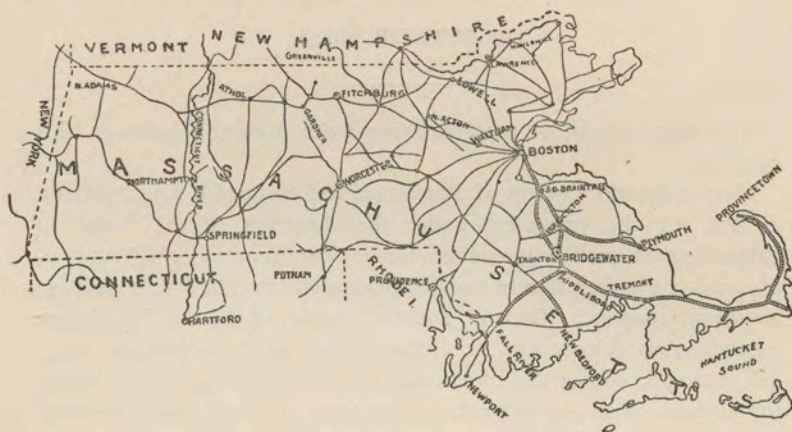 VERMONT
NEW HAMPSHIRE
GREENVILLE
HAVERHILL
LAWRENCE
LOWELL
N. ADAMS
ATHOL
FITCHBURG
GARDNER
N. ACTON
WALTHAM
BOSTON
NEW YORK
MASSACHUSETTS
CONNECTICUT RIVER
NORTHAMPTON
WORCESTER
SPRINGFIELD
SO. BRAINTREE
PROVINCETOWN
PLYMOUTH
TAUNTON
BRIDGEWATER
MIDDLEBORO
TREMONT
CONNECTICUT
PUTNAM
RHODE I.
PROVIDENCE
HARTFORD
FALL RIVER
NEW BEDFORD
NEWPORT
NANTUCKET
SOUND